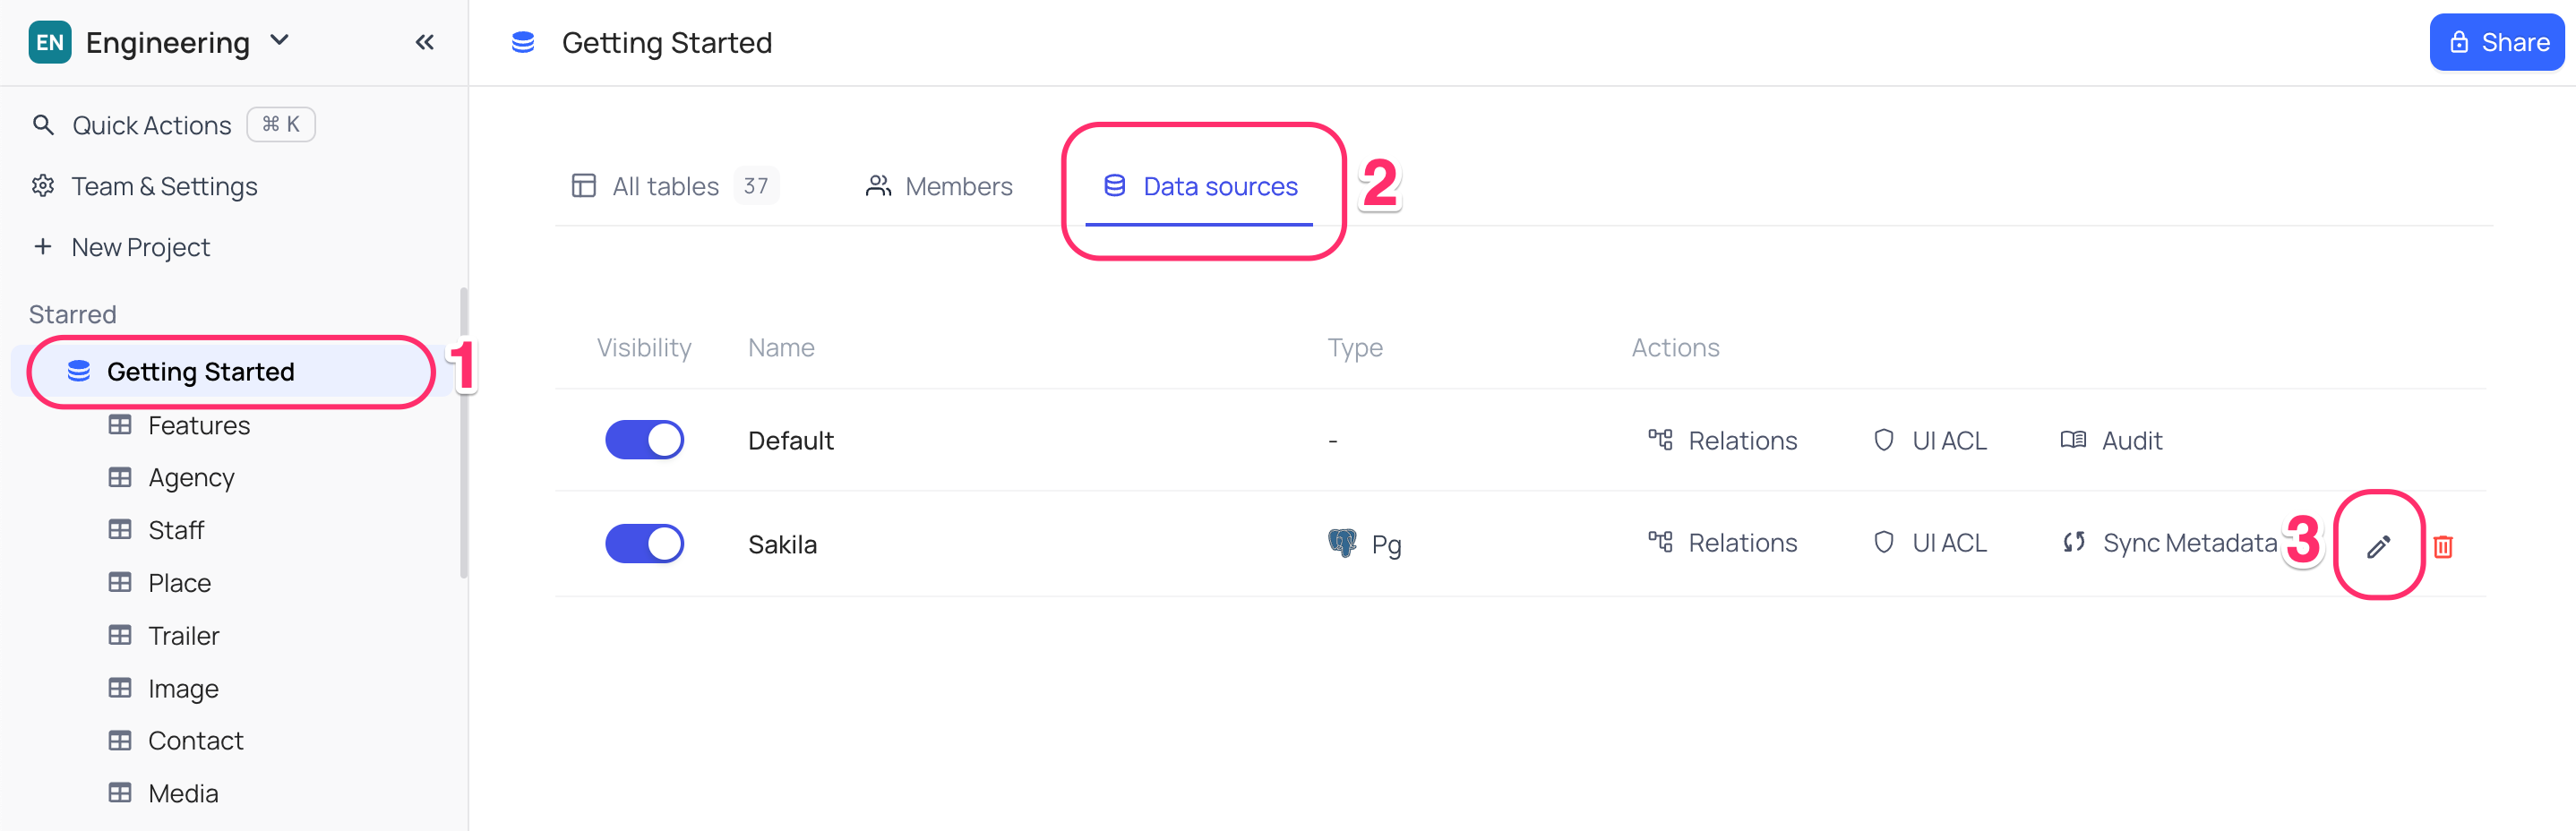 EN Engineering
Getting Started
Share
Quick Actions ⌘ K
Team & Settings
New Project
Starred
Getting Started
1
Features
Agency
Staff
Place
Trailer
Image
Contact
Media
All tables 37
Members
Data sources
2
Visibility Name Type Actions
Default - Relations UI ACL Audit
Sakila Pg Relations UI ACL Sync Metadata 3